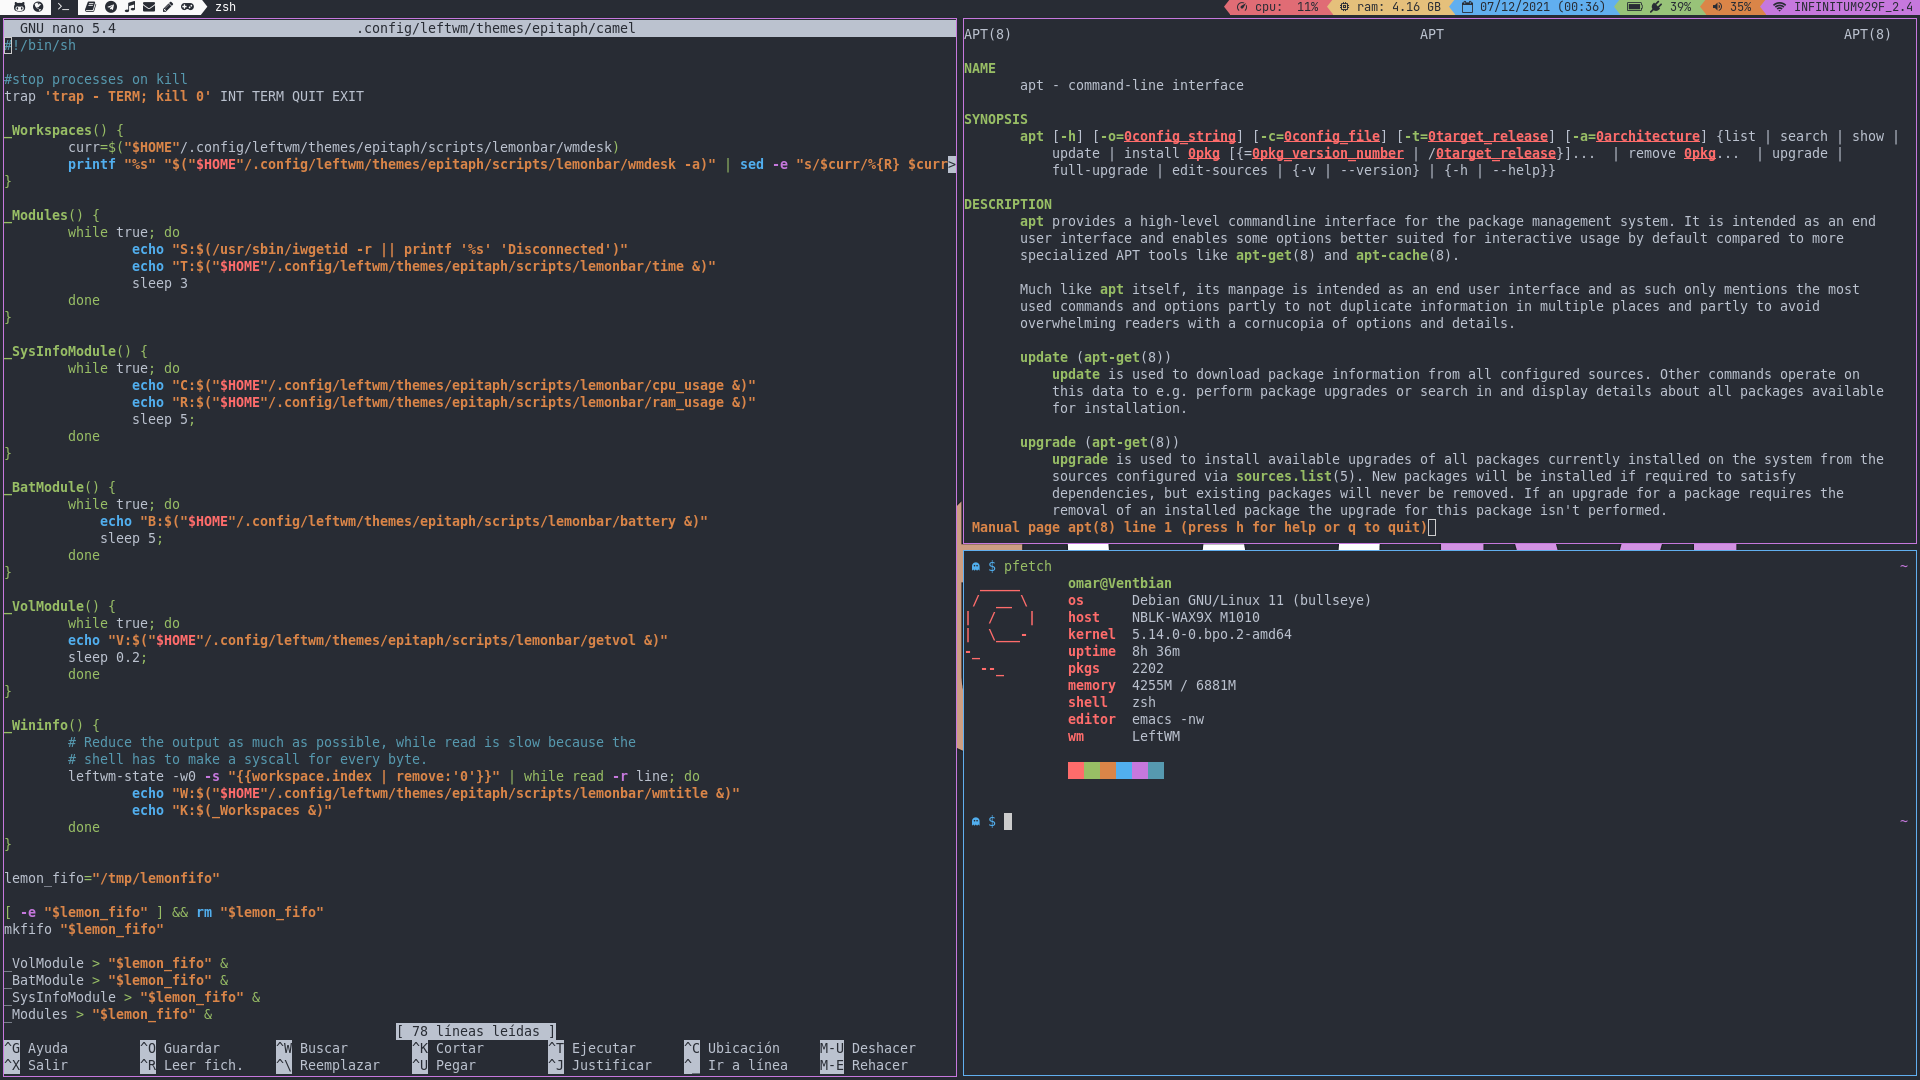 zsh
cpu: 11%
ram: 4.16 GB
07/12/2021 (00:36)
39%
35%
INFINITUM929F_2.4
GNU nano 5.4 .config/leftwm/themes/epitaph/camel
#!/bin/sh
#stop processes on kill
trap 'trap - TERM; kill 0' INT TERM QUIT EXIT
_Workspaces() {
curr=$("$HOME"/.config/leftwm/themes/epitaph/scripts/lemonbar/wmdesk)
printf "%s" "$("$HOME"/.config/leftwm/themes/epitaph/scripts/lemonbar/wmdesk -a)" | sed -e "s/$curr/%{R} $curr>
}
_Modules() {
while true; do
echo "S:$(/usr/sbin/iwgetid -r || printf '%s' 'Disconnected')"
echo "T:$("$HOME"/.config/leftwm/themes/epitaph/scripts/lemonbar/time &)"
sleep 3
done
}
_SysInfoModule() {
while true; do
echo "C:$("$HOME"/.config/leftwm/themes/epitaph/scripts/lemonbar/cpu_usage &)"
echo "R:$("$HOME"/.config/leftwm/themes/epitaph/scripts/lemonbar/ram_usage &)"
sleep 5;
done
}
_BatModule() {
while true; do
echo "B:$("$HOME"/.config/leftwm/themes/epitaph/scripts/lemonbar/battery &)"
sleep 5;
done
}
_VolModule() {
while true; do
echo "V:$("$HOME"/.config/leftwm/themes/epitaph/scripts/lemonbar/getvol &)"
sleep 0.2;
done
}
_Wininfo() {
# Reduce the output as much as possible, while read is slow because the
# shell has to make a syscall for every byte.
leftwm-state -w0 -s "{{workspace.index | remove:'0'}}" | while read -r line; do
echo "W:$("$HOME"/.config/leftwm/themes/epitaph/scripts/lemonbar/wmtitle &)"
echo "K:$(_Workspaces &)"
done
}
lemon_fifo="/tmp/lemonfifo"
[ -e "$lemon_fifo" ] && rm "$lemon_fifo"
mkfifo "$lemon_fifo"
_VolModule > "$lemon_fifo" &
_BatModule > "$lemon_fifo" &
_SysInfoModule > "$lemon_fifo" &
_Modules > "$lemon_fifo" &
[ 78 líneas leídas ]
^G Ayuda ^O Guardar ^W Buscar ^K Cortar ^T Ejecutar ^C Ubicación M-U Deshacer
^X Salir ^R Leer fich. ^\ Reemplazar ^U Pegar ^J Justificar ^_ Ir a línea M-E Rehacer
APT(8) APT APT(8)
NAME
apt - command-line interface
SYNOPSIS
apt [-h] [-o=0config_string] [-c=0config_file] [-t=0target_release] [-a=0architecture] {list | search | show |
update | install 0pkg [{=0pkg_version_number | /0target_release}]... | remove 0pkg... | upgrade |
full-upgrade | edit-sources | {-v | --version} | {-h | --help}}
DESCRIPTION
apt provides a high-level commandline interface for the package management system. It is intended as an end
user interface and enables some options better suited for interactive usage by default compared to more
specialized APT tools like apt-get(8) and apt-cache(8).
Much like apt itself, its manpage is intended as an end user interface and as such only mentions the most
used commands and options partly to not duplicate information in multiple places and partly to avoid
overwhelming readers with a cornucopia of options and details.
update (apt-get(8))
update is used to download package information from all configured sources. Other commands operate on
this data to e.g. perform package upgrades or search in and display details about all packages available
for installation.
upgrade (apt-get(8))
upgrade is used to install available upgrades of all packages currently installed on the system from the
sources configured via sources.list(5). New packages will be installed if required to satisfy
dependencies, but existing packages will never be removed. If an upgrade for a package requires the
removal of an installed package the upgrade for this package isn't performed.
Manual page apt(8) line 1 (press h for help or q to quit)
$ pfetch ~
omar@Ventbian
os Debian GNU/Linux 11 (bullseye)
host NBLK-WAX9X M1010
kernel 5.14.0-0.bpo.2-amd64
uptime 8h 36m
pkgs 2202
memory 4255M / 6881M
shell zsh
editor emacs -nw
wm LeftWM
$ ~